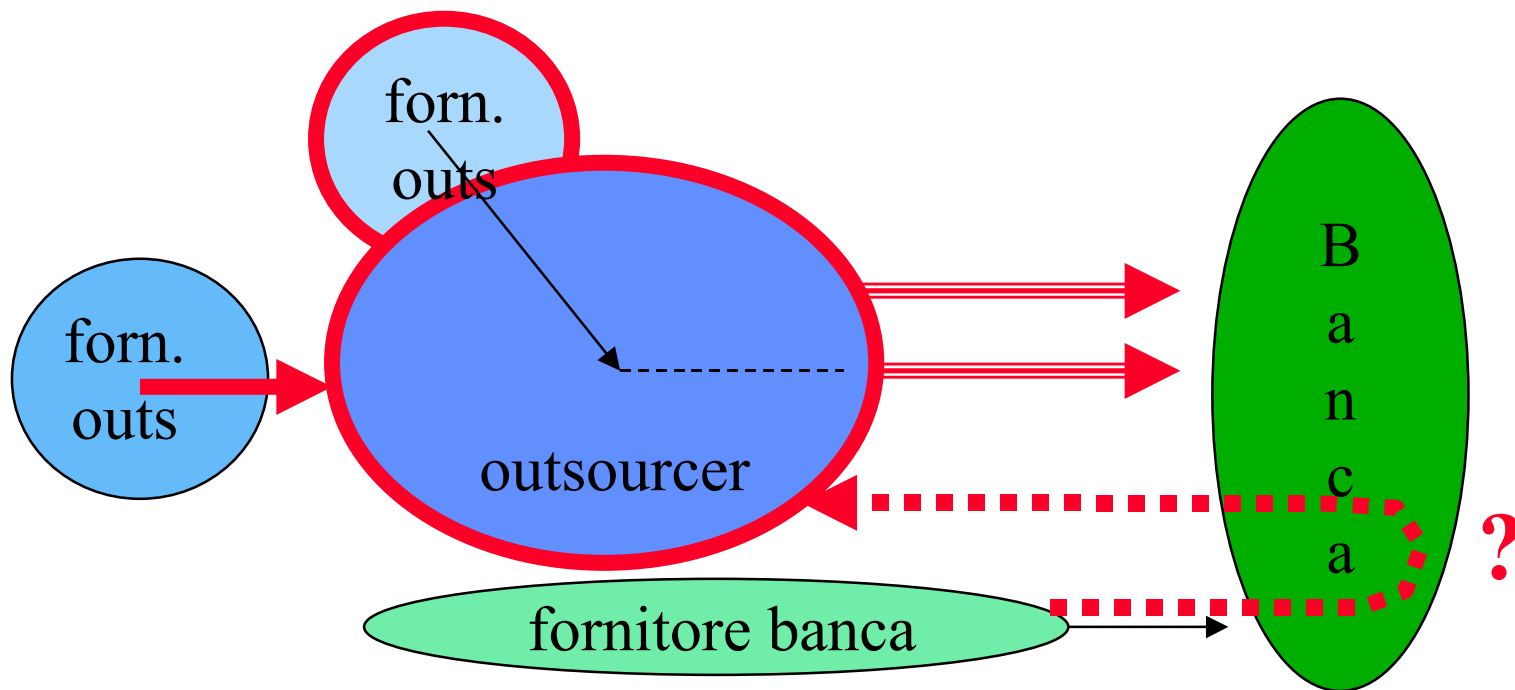 forn.
outs
forn.
outs
outsourcer
fornitore banca
B
a
n
c
a
?